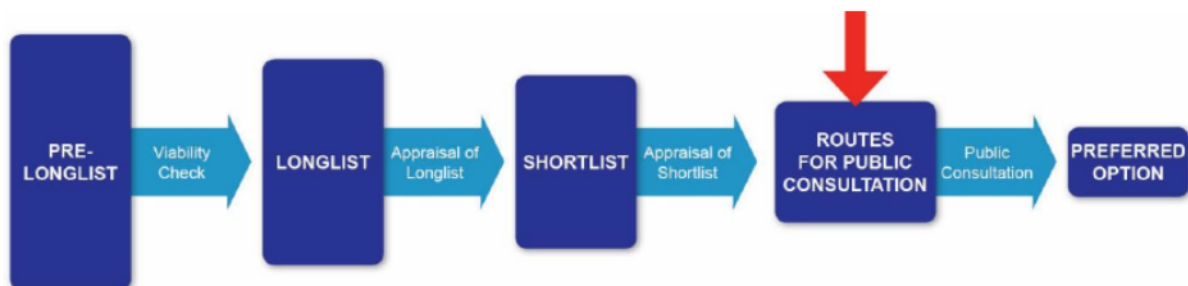 PRE-
LONGLIST
Viability
Check
LONGLIST
Appraisal of
Longlist
SHORTLIST
Appraisal of
Shortlist
ROUTES
FOR PUBLIC
CONSULTATION
Public
Consultation
PREFERRED
OPTION